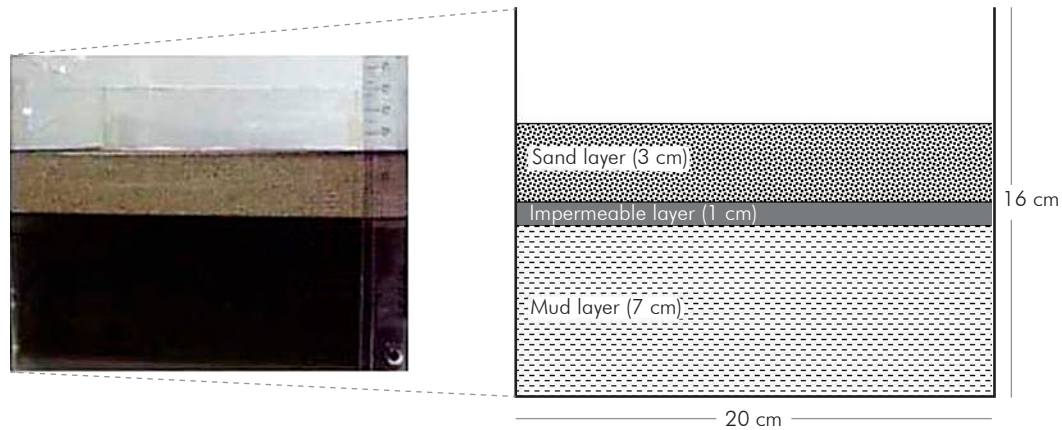 Sand layer (3 cm)
Impermeable layer (1 cm)
16 cm
Mud layer (7 cm)
20 cm